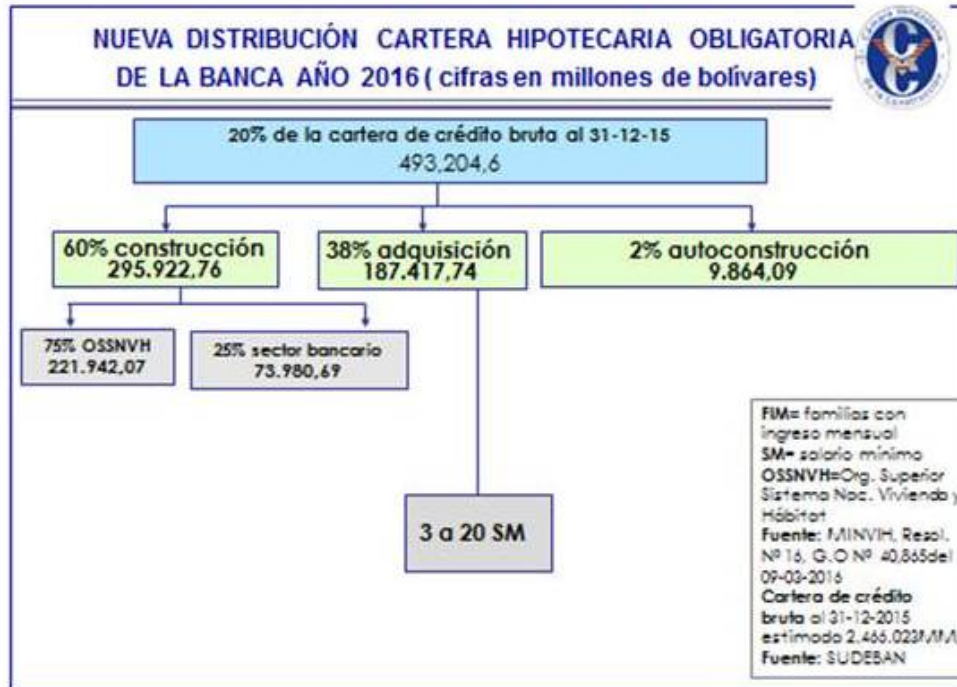 NUEVA DISTRIBUCIÓN CARTERA HIPOTECARIA OBLIGATORIA
DE LA BANCA AÑO 2016 ( cifras en millones de bolívares)
20% de la cartera de crédito bruta al 31-12-15
493,204,6
60% construcción
295.922,76
38% adquisición
187.417,74
2% autoconstrucción
9.864,09
75% OSSNVH
221.942,07
25% sector bancario
73.980,69
3 a 20 SM
FIM= familias con
ingreso mensual
SM= salario mínimo
OSSNVH=Org. Superior
Sistema Nac. Vivienda y
Hábitat
Fuente: MINVIH, Resol.
Nº 16, G.O Nº 40,865del
09-03-2016
Cartera de crédito
bruta al 31-12-2015
estimado 2.466.023MM
Fuente: SUDEBAN